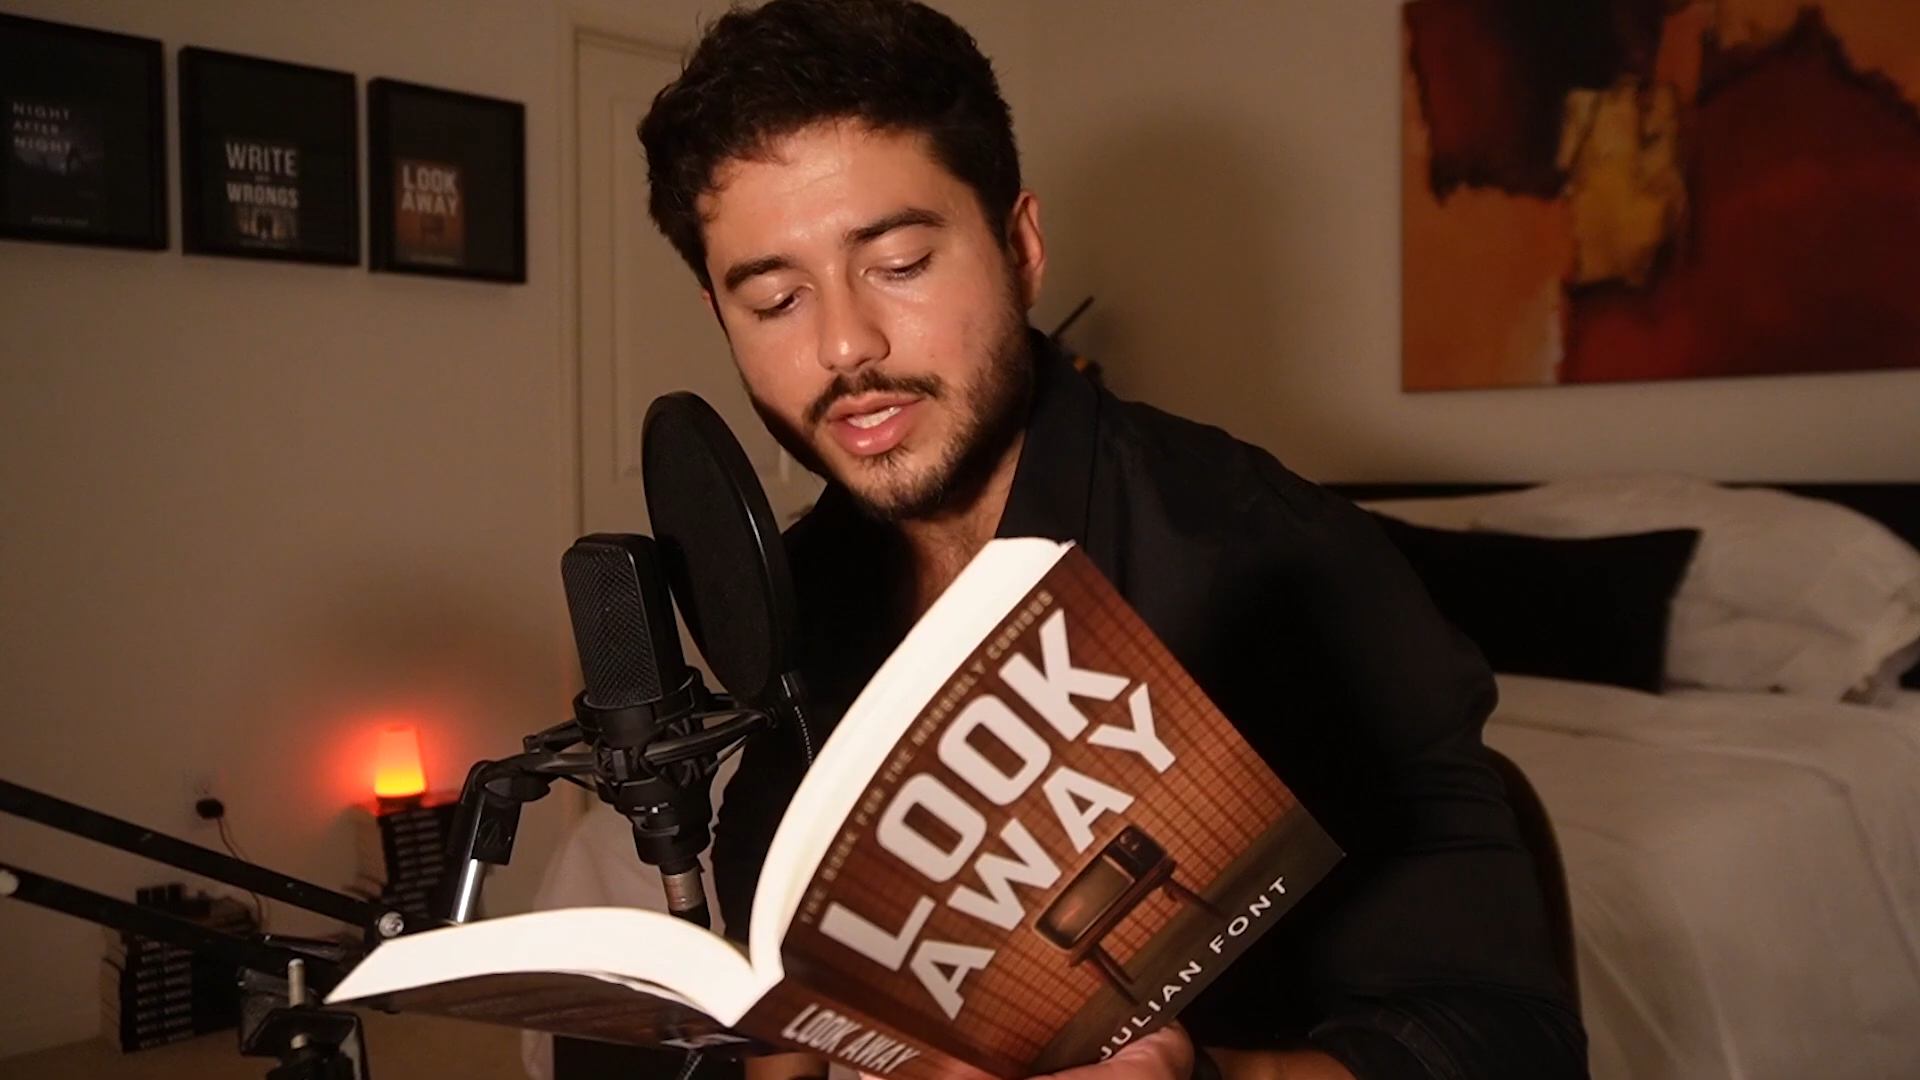 NIGHT
AFTER
NIGHT
WRITE
WRONGS
LOOK
AWAY
THE BOOK FOR THE MORBIDLY CURIOUS
LOOK
AWAY
JULIAN FONT
LOOK AWAY